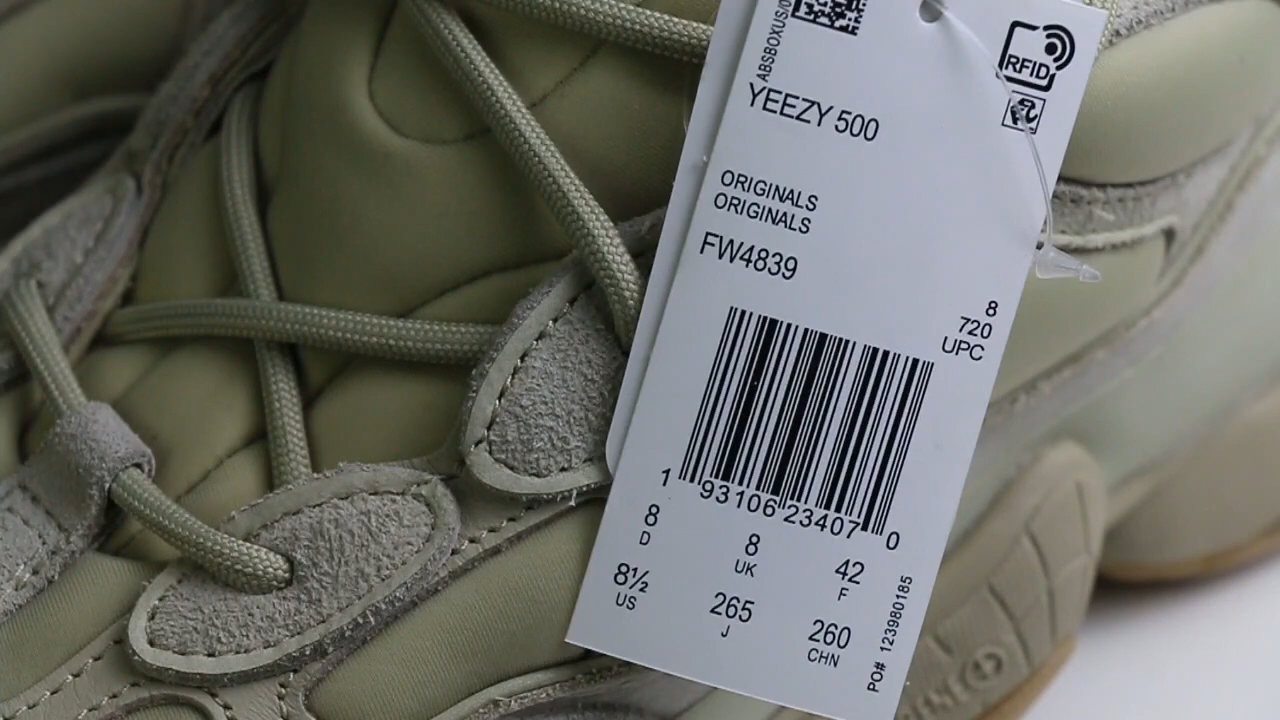 ABSBOXUS/0
RFID
YEEZY 500
ORIGINALS
ORIGINALS
FW4839
8
720
UPC
1 93106 23407 0
8
D
8
UK
42
F
8½
US
265
J
260
CHN
PO# 123980185